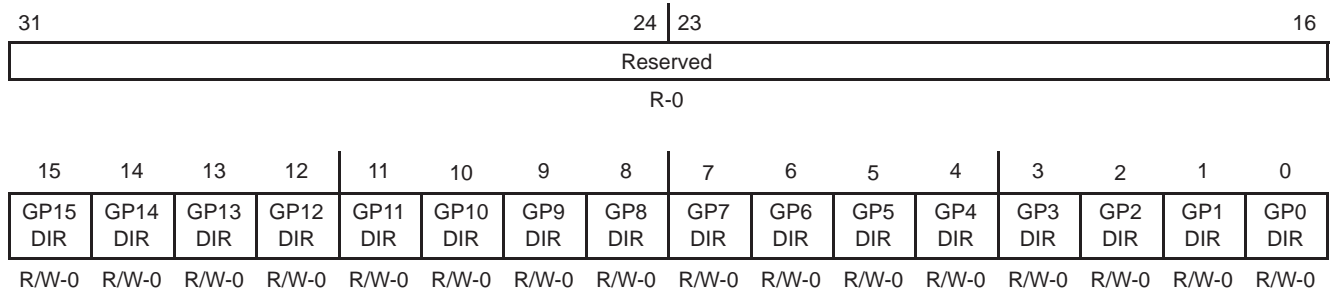 31 24 23 16
Reserved
R-0
15 14 13 12 11 10 9 8 7 6 5 4 3 2 1 0
GP15 GP14 GP13 GP12 GP11 GP10 GP9 GP8 GP7 GP6 GP5 GP4 GP3 GP2 GP1 GP0
DIR DIR DIR DIR DIR DIR DIR DIR DIR DIR DIR DIR DIR DIR DIR DIR
R/W-0 R/W-0 R/W-0 R/W-0 R/W-0 R/W-0 R/W-0 R/W-0 R/W-0 R/W-0 R/W-0 R/W-0 R/W-0 R/W-0 R/W-0 R/W-0